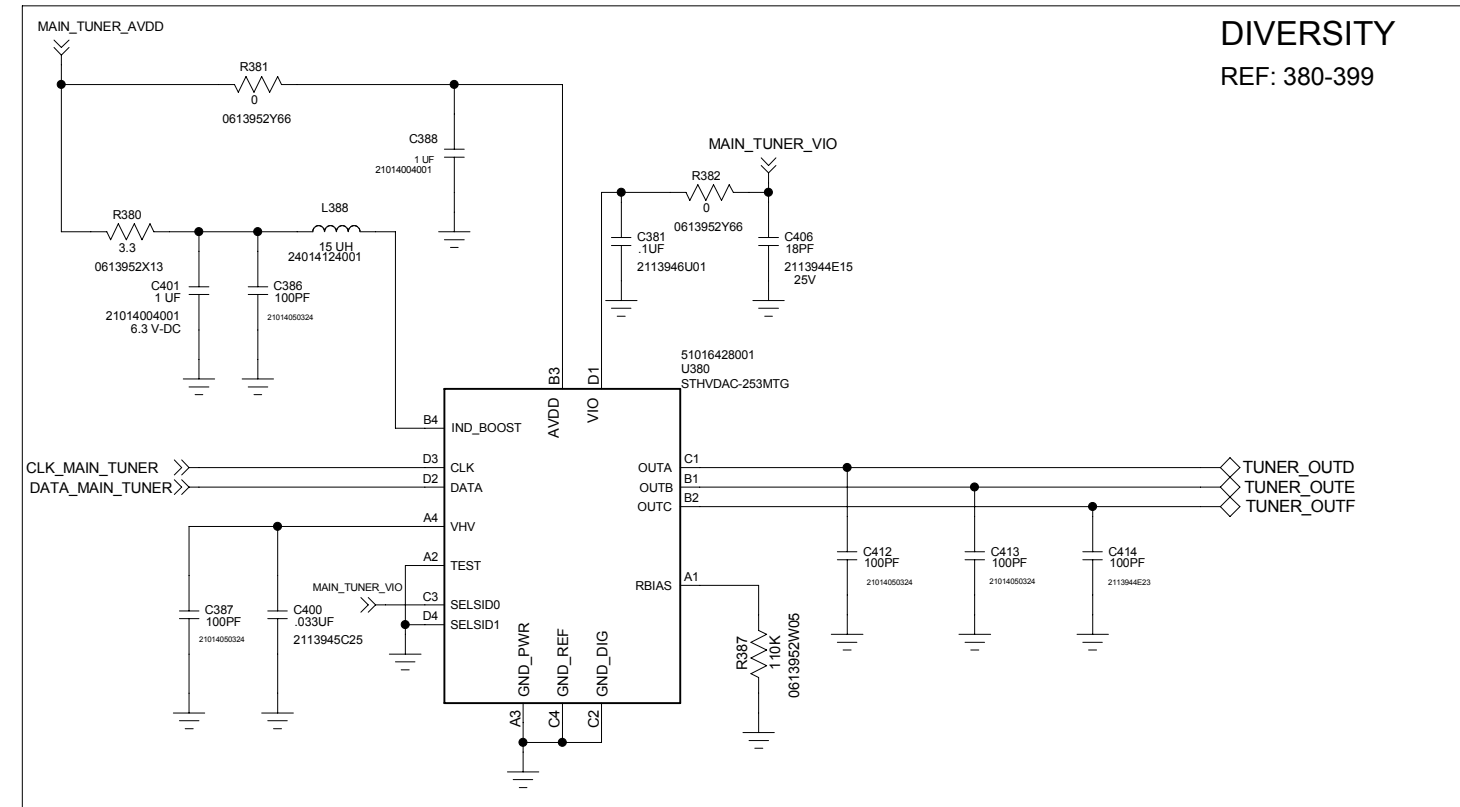 DIVERSITY
REF: 380-399
MAIN_TUNER_AVDD
R381
0
0613952Y66
C388
1 UF
21014004001
MAIN_TUNER_VIO
R382
0
0613952Y66
R380
3.3
0613952X13
L388
15 UH
24014124001
C381
.1UF
2113946U01
C406
18PF
2113944E15
25V
C401
1 UF
21014004001
6.3 V-DC
C386
100PF
21014050324
51016428001
U380
STHVDAC-253MTG
B3
D1
AVDD
VIO
B4
IND_BOOST
CLK_MAIN_TUNER
D3
CLK
DATA_MAIN_TUNER
D2
DATA
OUTA
C1
TUNER_OUTD
OUTB
B1
TUNER_OUTE
OUTC
B2
TUNER_OUTF
A4
VHV
A2
TEST
MAIN_TUNER_VIO
C3
SELSID0
D4
SELSID1
RBIAS
A1
C387
100PF
21014050324
C400
.033UF
2113945C25
C412
100PF
21014050324
C413
100PF
21014050324
C414
100PF
2113944E23
GND_PWR
GND_REF
GND_DIG
A3
C4
C2
R387
110K
0613952W05